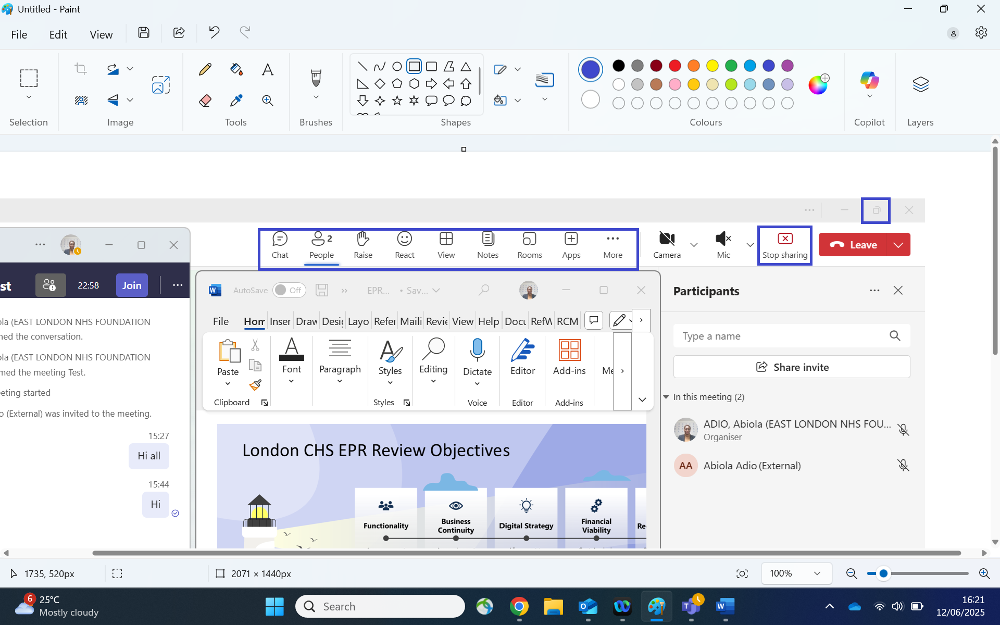 Untitled - Paint
File Edit View
Selection Image Tools Brushes Shapes Colours Copilot Layers
Chat People 2 Raise React View Notes Rooms Apps More Camera Mic Stop sharing Leave
st 22:58 Join
AutoSave Off EPR... • Sav...
Participants
File Hom Inser Draw Desig Layo Refer Maili Revie View Help Docu RefW RCM
Type a name
Share invite
Paste Font Paragraph Styles Editing Dictate Editor Add-ins Me
Clipboard Styles Voice Editor Add-ins
In this meeting (2)
ADIO, Abiola (EAST LONDON NHS FOU...
Organiser
AA Abiola Adio (External)
ola (EAST LONDON NHS FOUNDATION
ned the conversation.
ola (EAST LONDON NHS FOUNDATION
med the meeting Test.
eeting started
o (External) was invited to the meeting.
15:27
Hi all
15:44
Hi
London CHS EPR Review Objectives
Functionality
Business
Continuity
Digital Strategy
Financial
Viability
Re
1735, 520px 2071 × 1440px 100%
6 25°C
Mostly cloudy
Search
16:21
12/06/2025